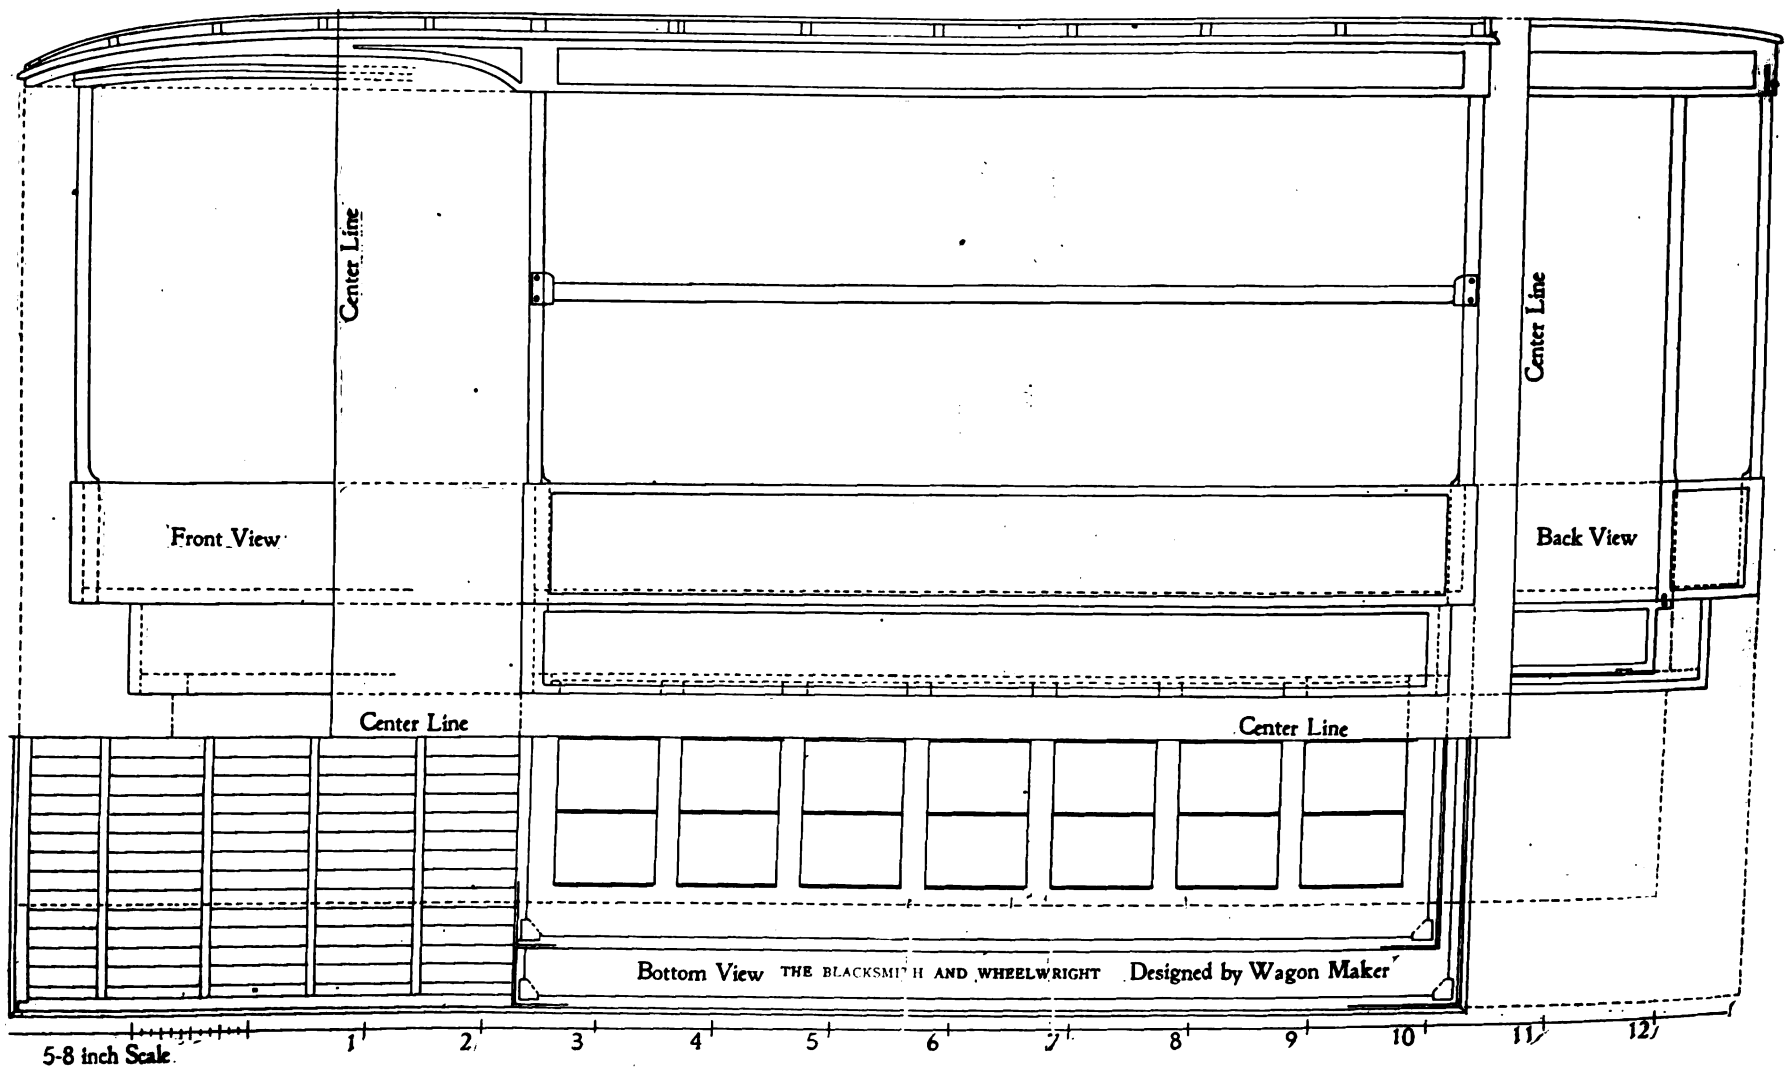 Center Line
Center Line
Front View
Back View
Center Line
Center Line
Bottom View THE BLACKSMITH AND WHEELWRIGHT Designed by Wagon Maker
1 2 3 4 5 6 7 8 9 10 11 12
5-8 inch Scale.